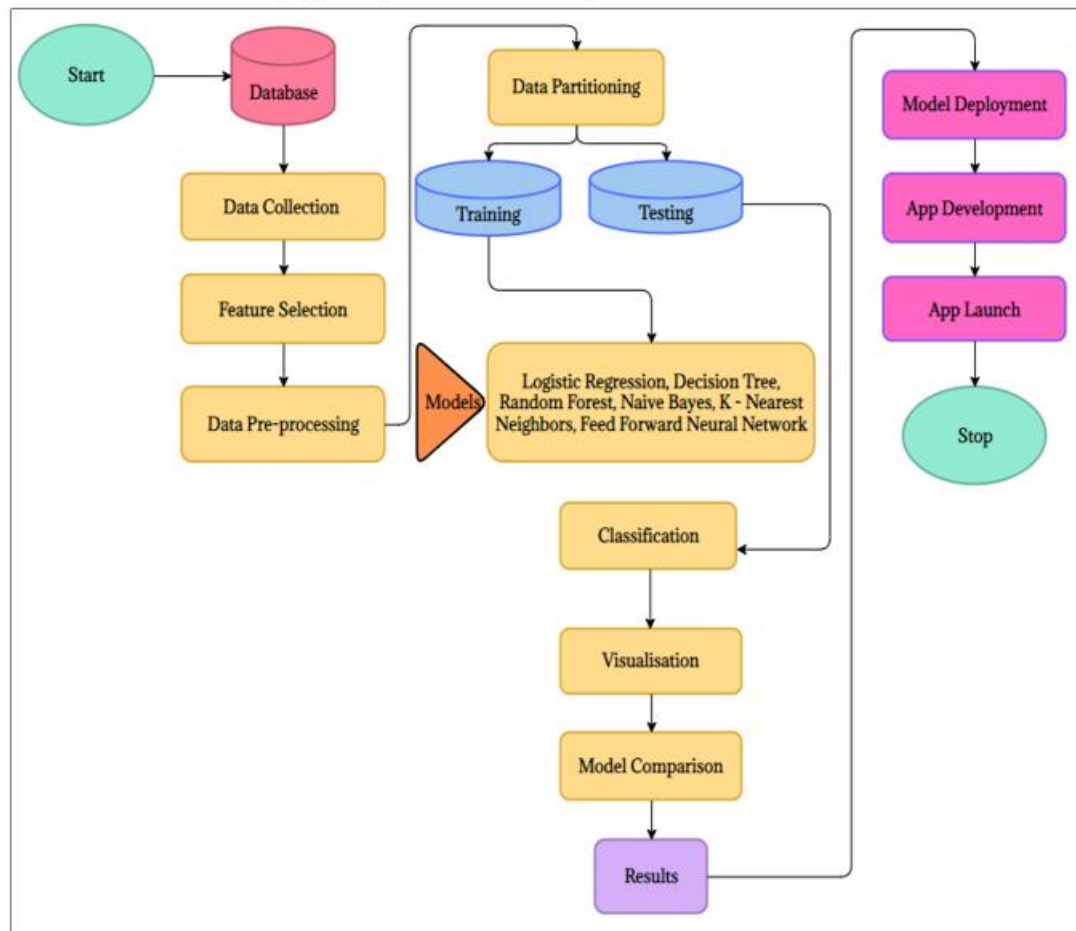 Start
Database
Data Collection
Feature Selection
Data Pre-processing
Data Partitioning
Training
Testing
Models
Logistic Regression, Decision Tree,
Random Forest, Naive Bayes, K - Nearest
Neighbors, Feed Forward Neural Network
Classification
Visualisation
Model Comparison
Results
Model Deployment
App Development
App Launch
Stop